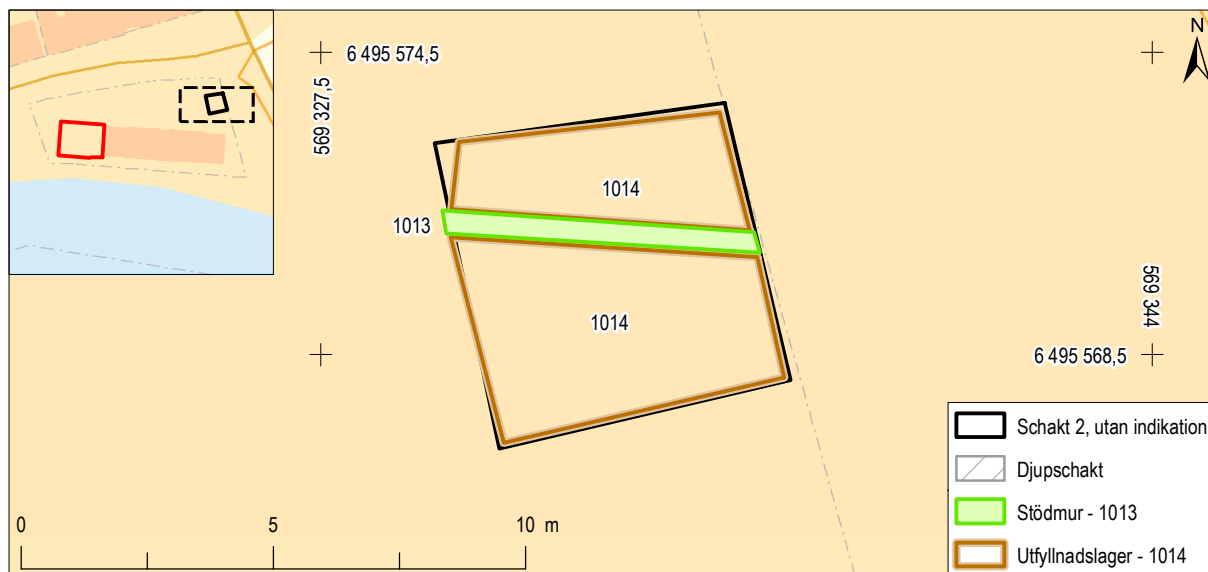 N
6 495 574,5
569 327,5
1014
1013
1014
569 344
6 495 568,5
Schakt 2, utan indikation
Djupschakt
Stödmur - 1013
Utfyllnadslager - 1014
0 5 10 m